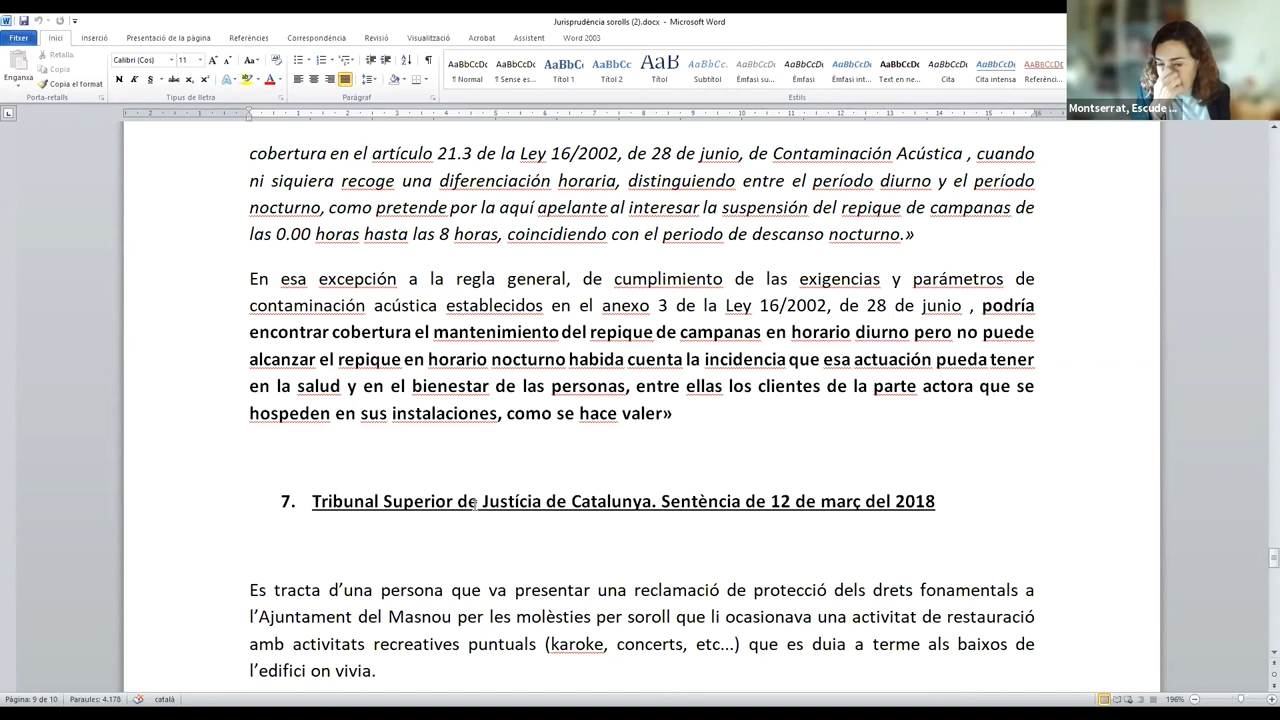 Jurisprudència sorolls (2).docx - Microsoft Word
Fitxer Inici Inserció Presentació de la pàgina Referències Correspondència Revisió Visualització Acrobat Assistent Word 2003
Enganxa
Retalla
Copia
Copia el format
Porta-retalls
Calibri (Cos) 11
Tipus de lletra
Paràgraf
AaBbCcDc AaBbCcDc AaBbC AaBbCc AaB AaBbCc. AaBbCcDc AaBbCcDc AaBbCcDc AaBbCcDc AaBbCcDc AaBbCcDc AABBCCDD
¶ Normal ¶ Sense es... Títol 1 Títol 2 Títol Subtítol Èmfasi su... Èmfasi Èmfasi int... Text en ne... Cita Cita intensa Referènci...
Estils
Montserrat, Escude ...
cobertura en el artículo 21.3 de la Ley 16/2002, de 28 de junio, de Contaminación Acústica , cuando
ni siquiera recoge una diferenciación horaria, distinguiendo entre el período diurno y el período
nocturno, como pretende por la aquí apelante al interesar la suspensión del repique de campanas de
las 0.00 horas hasta las 8 horas, coincidiendo con el periodo de descanso nocturno.»
En esa excepción a la regla general, de cumplimiento de las exigencias y parámetros de
contaminación acústica establecidos en el anexo 3 de la Ley 16/2002, de 28 de junio , podría
encontrar cobertura el mantenimiento del repique de campanas en horario diurno pero no puede
alcanzar el repique en horario nocturno habida cuenta la incidencia que esa actuación pueda tener
en la salud y en el bienestar de las personas, entre ellas los clientes de la parte actora que se
hospeden en sus instalaciones, como se hace valer»
7. Tribunal Superior de Justícia de Catalunya. Sentència de 12 de març del 2018
Es tracta d’una persona que va presentar una reclamació de protecció dels drets fonamentals a
l’Ajuntament del Masnou per les molèsties per soroll que li ocasionava una activitat de restauració
amb activitats recreatives puntuals (karoke, concerts, etc...) que es duia a terme als baixos de
l’edifici on vivia.
Pàgina: 9 de 10 Paraules: 4.178 català 196%